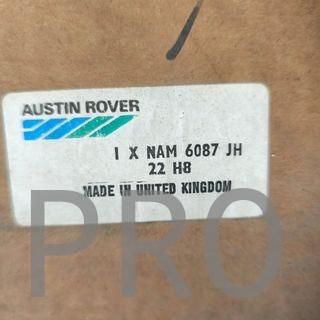 AUSTIN ROVER
1 X NAM 6087 JH
22 H8
MADE IN UNITED KINGDOM
PRO